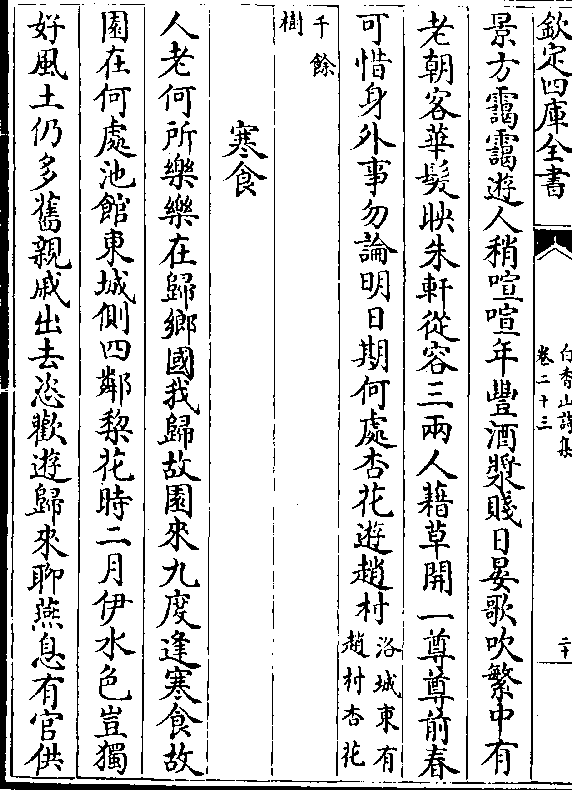 欽定四庫全書
白香山詩集
卷二十三
二十
景方靄靄遊人稍喧喧年豐酒漿賤日晏歌吹繁中有
老朝客華髮映朱軒從容三兩人藉草開一尊尊前春
可惜身外事勿論明日期何處杏花遊趙村洛城東有
趙村杏花
千餘
樹
寒食
人老何所樂樂在歸鄉國我歸故園來九度逢寒食故
園在何處池館東城側四鄰梨花時二月伊水色豈獨
好風土仍多舊親戚出去恣歡遊歸來聊燕息有官供